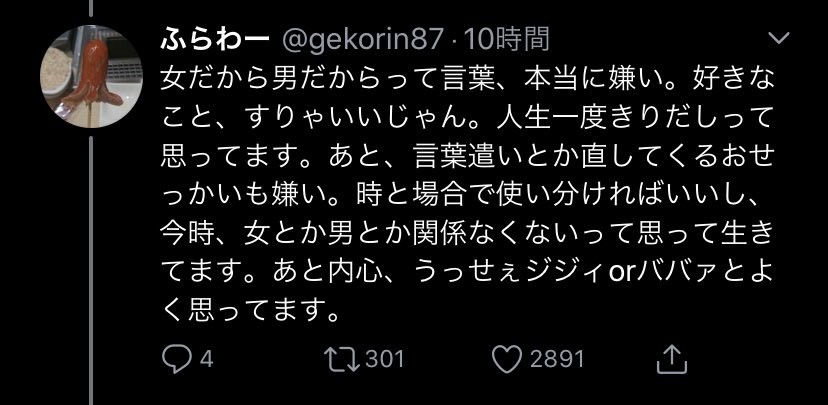 ふらわー @gekorin87·10時間
女だから男だからって言葉、本当に嫌い。好きな
こと、すりゃいいじゃん。人生一度きりだしって
思ってます。あと、言葉遣いとか直してくるおせ
っかいも嫌い。時と場合で使い分ければいいし、
今時、女とか男とか関係なくないって思って生き
てます。あと内心、うっせぇジジィorババァとよ
く思ってます。
4 301 2891